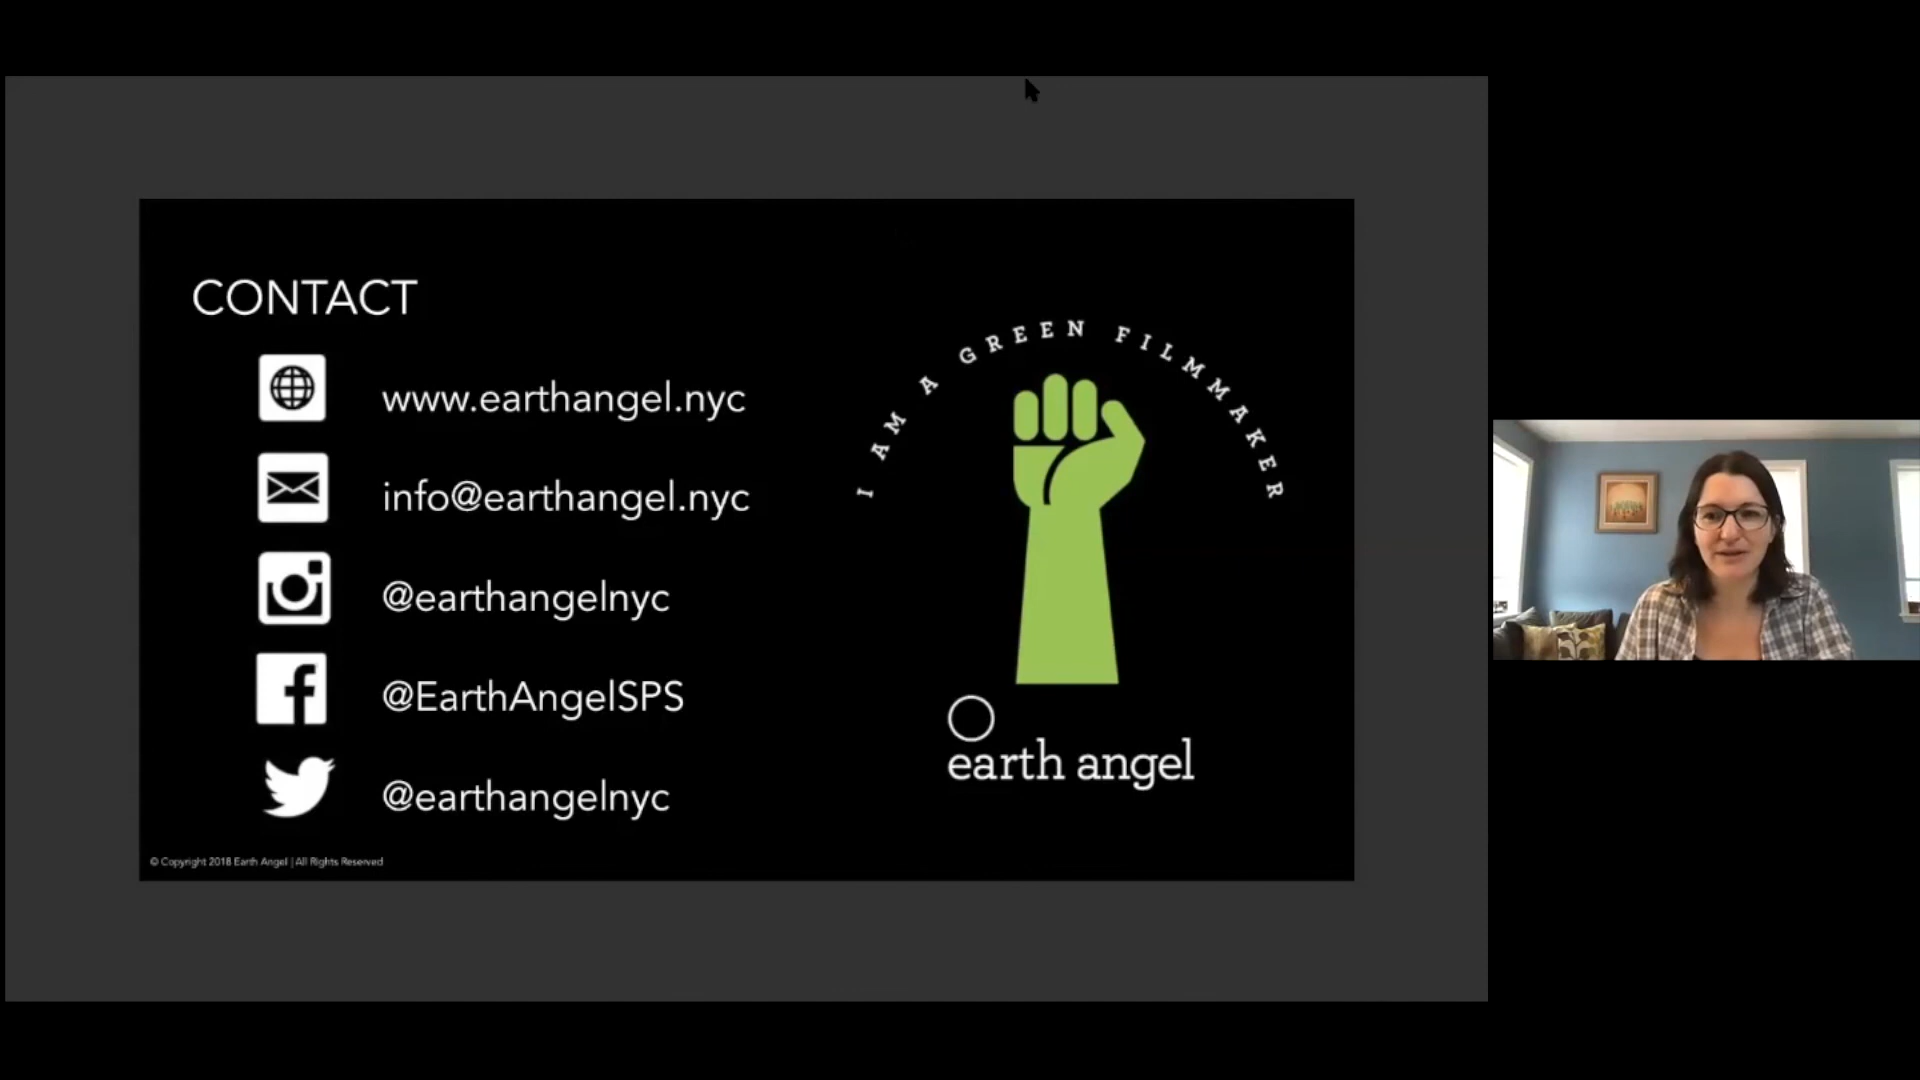 CONTACT
www.earthangel.nyc
info@earthangel.nyc
@earthangelnyc
@EarthAngelSPS
@earthangelnyc
© Copyright 2018 Earth Angel | All Rights Reserved
I AM A GREEN FILMMAKER
earth angel